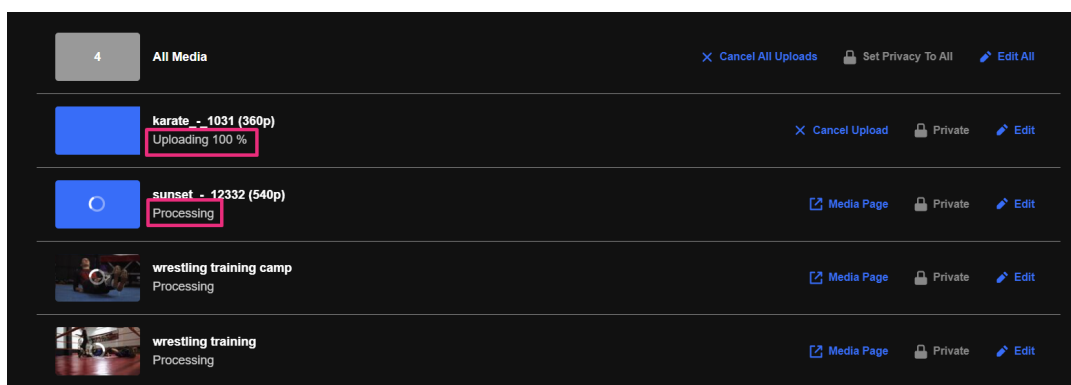 4 All Media Cancel All Uploads Set Privacy To All Edit All
karate_-_1031 (360p)
Uploading 100 % Cancel Upload Private Edit
sunset_-_12332 (540p)
Processing Media Page Private Edit
wrestling training camp
Processing Media Page Private Edit
wrestling training
Processing Media Page Private Edit